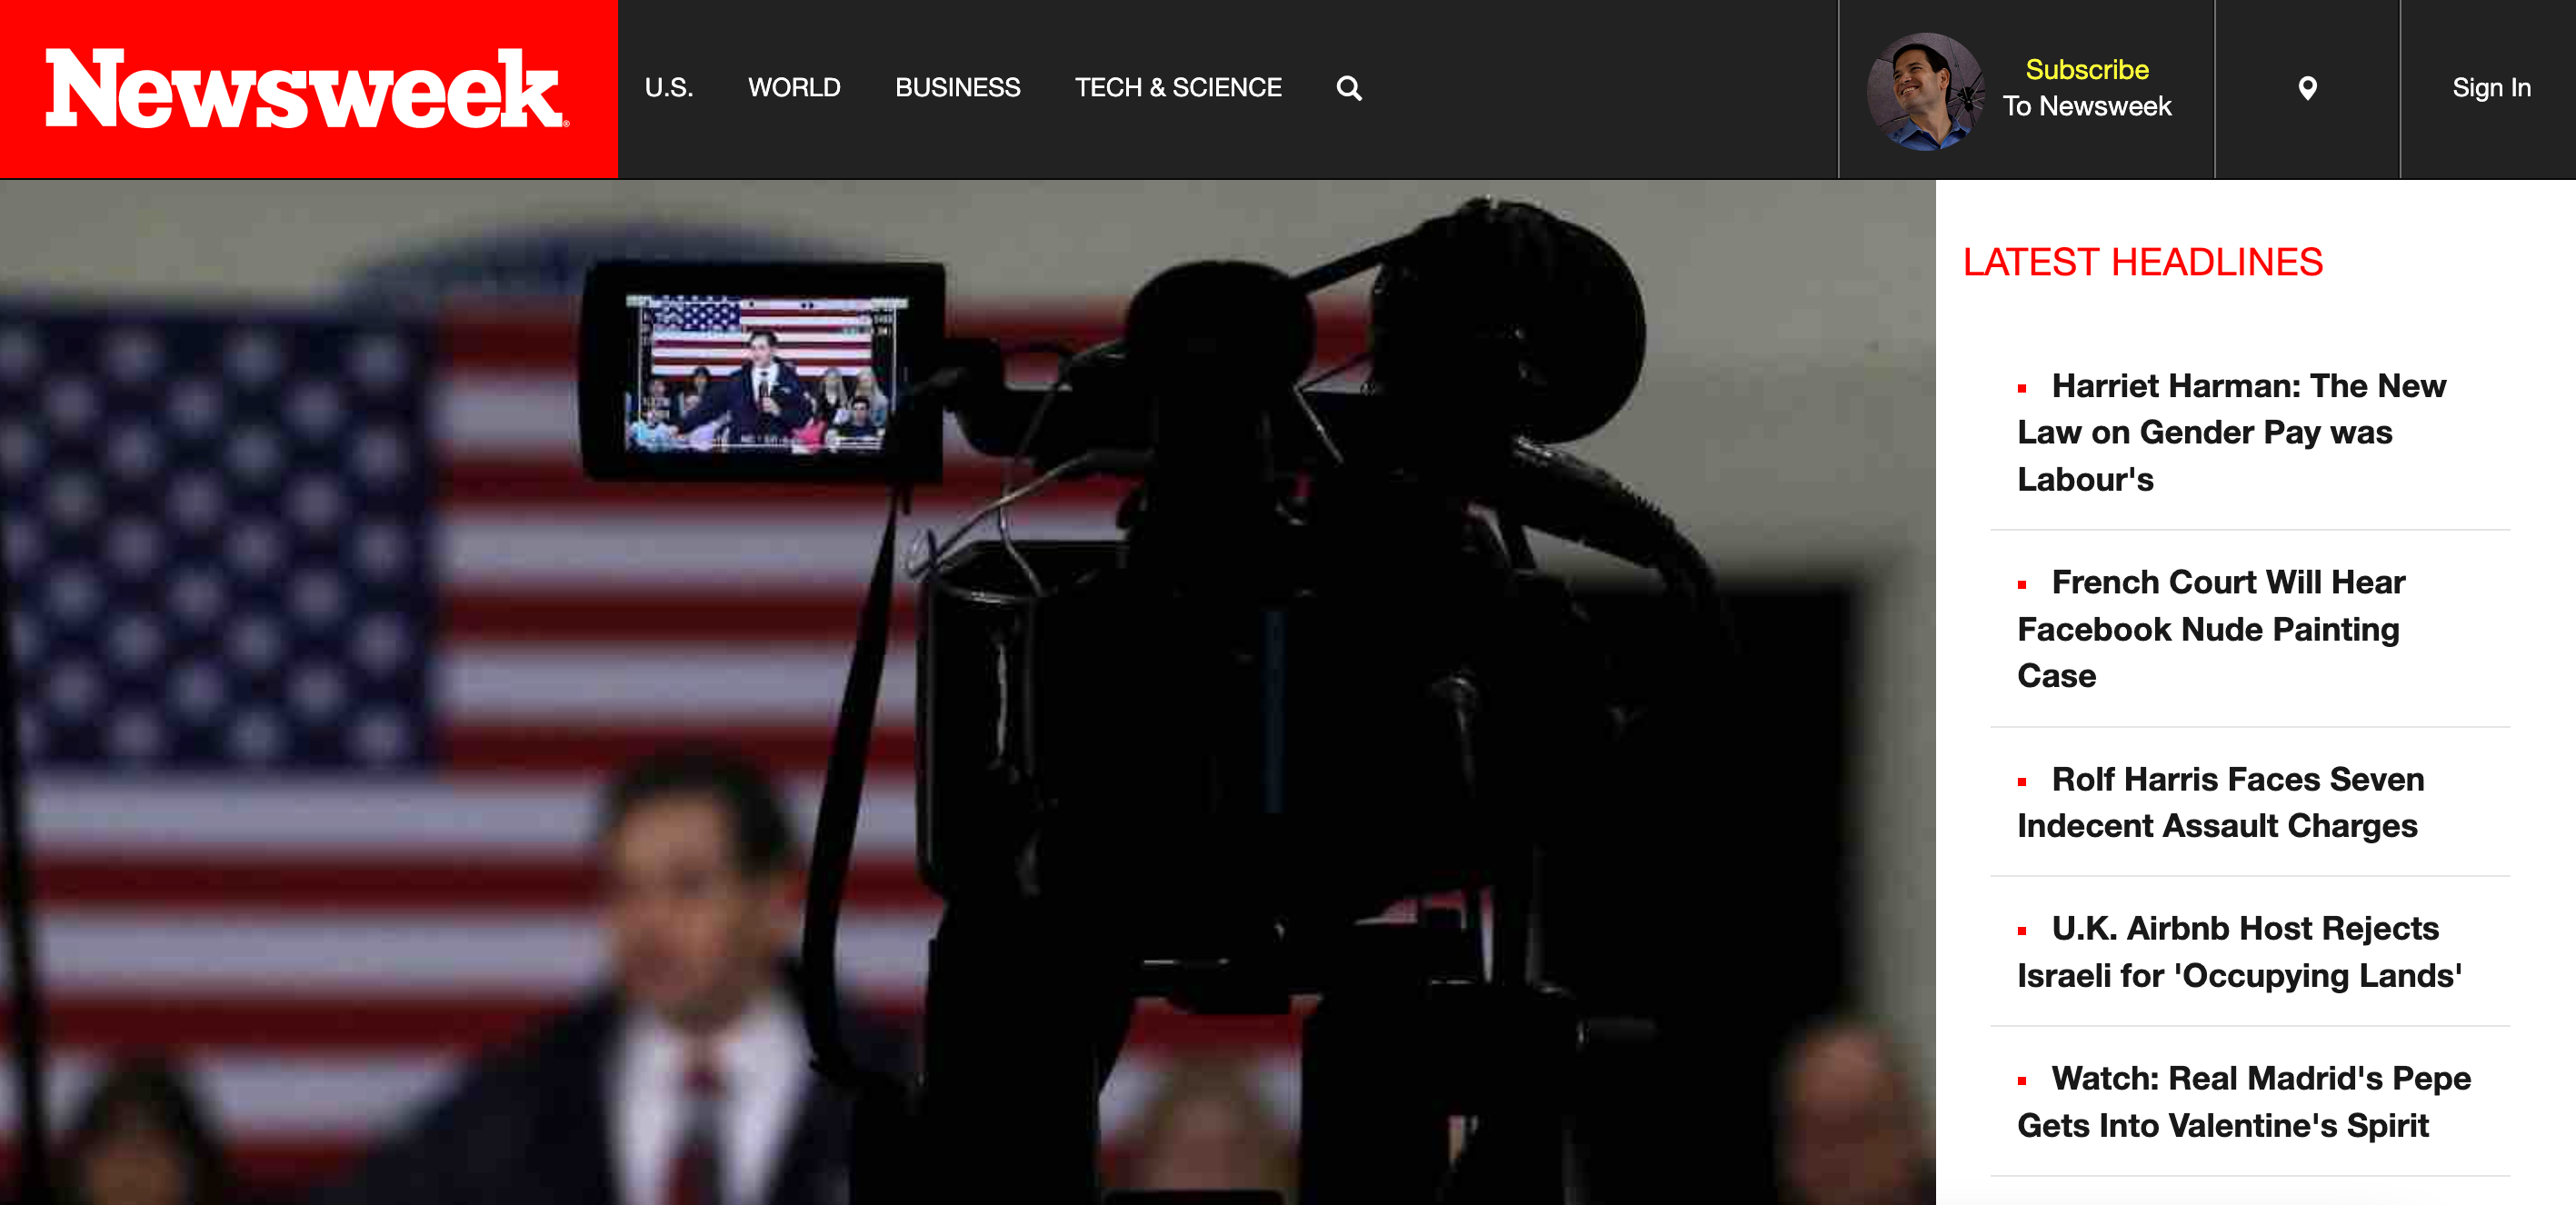 Newsweek
U.S. WORLD BUSINESS TECH & SCIENCE
Subscribe
To Newsweek
Sign In
LATEST HEADLINES
Harriet Harman: The New
Law on Gender Pay was
Labour's
French Court Will Hear
Facebook Nude Painting
Case
Rolf Harris Faces Seven
Indecent Assault Charges
U.K. Airbnb Host Rejects
Israeli for 'Occupying Lands'
Watch: Real Madrid's Pepe
Gets Into Valentine's Spirit